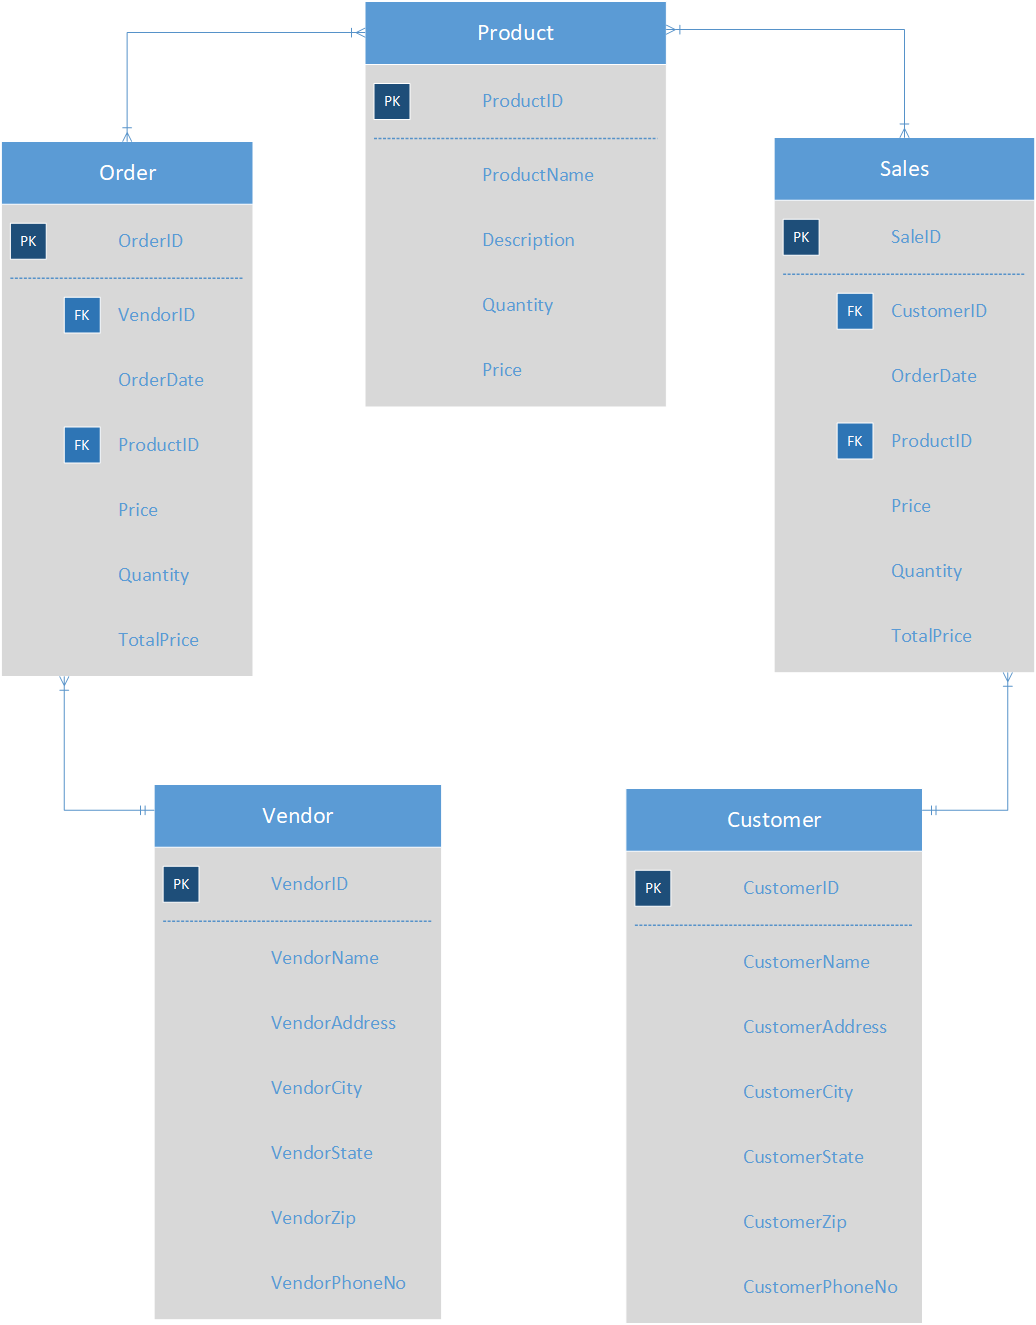 Product
PK ProductID
ProductName
Description
Quantity
Price
Order
PK OrderID
FK VendorID
OrderDate
FK ProductID
Price
Quantity
TotalPrice
Sales
PK SaleID
FK CustomerID
OrderDate
FK ProductID
Price
Quantity
TotalPrice
Vendor
PK VendorID
VendorName
VendorAddress
VendorCity
VendorState
VendorZip
VendorPhoneNo
Customer
PK CustomerID
CustomerName
CustomerAddress
CustomerCity
CustomerState
CustomerZip
CustomerPhoneNo